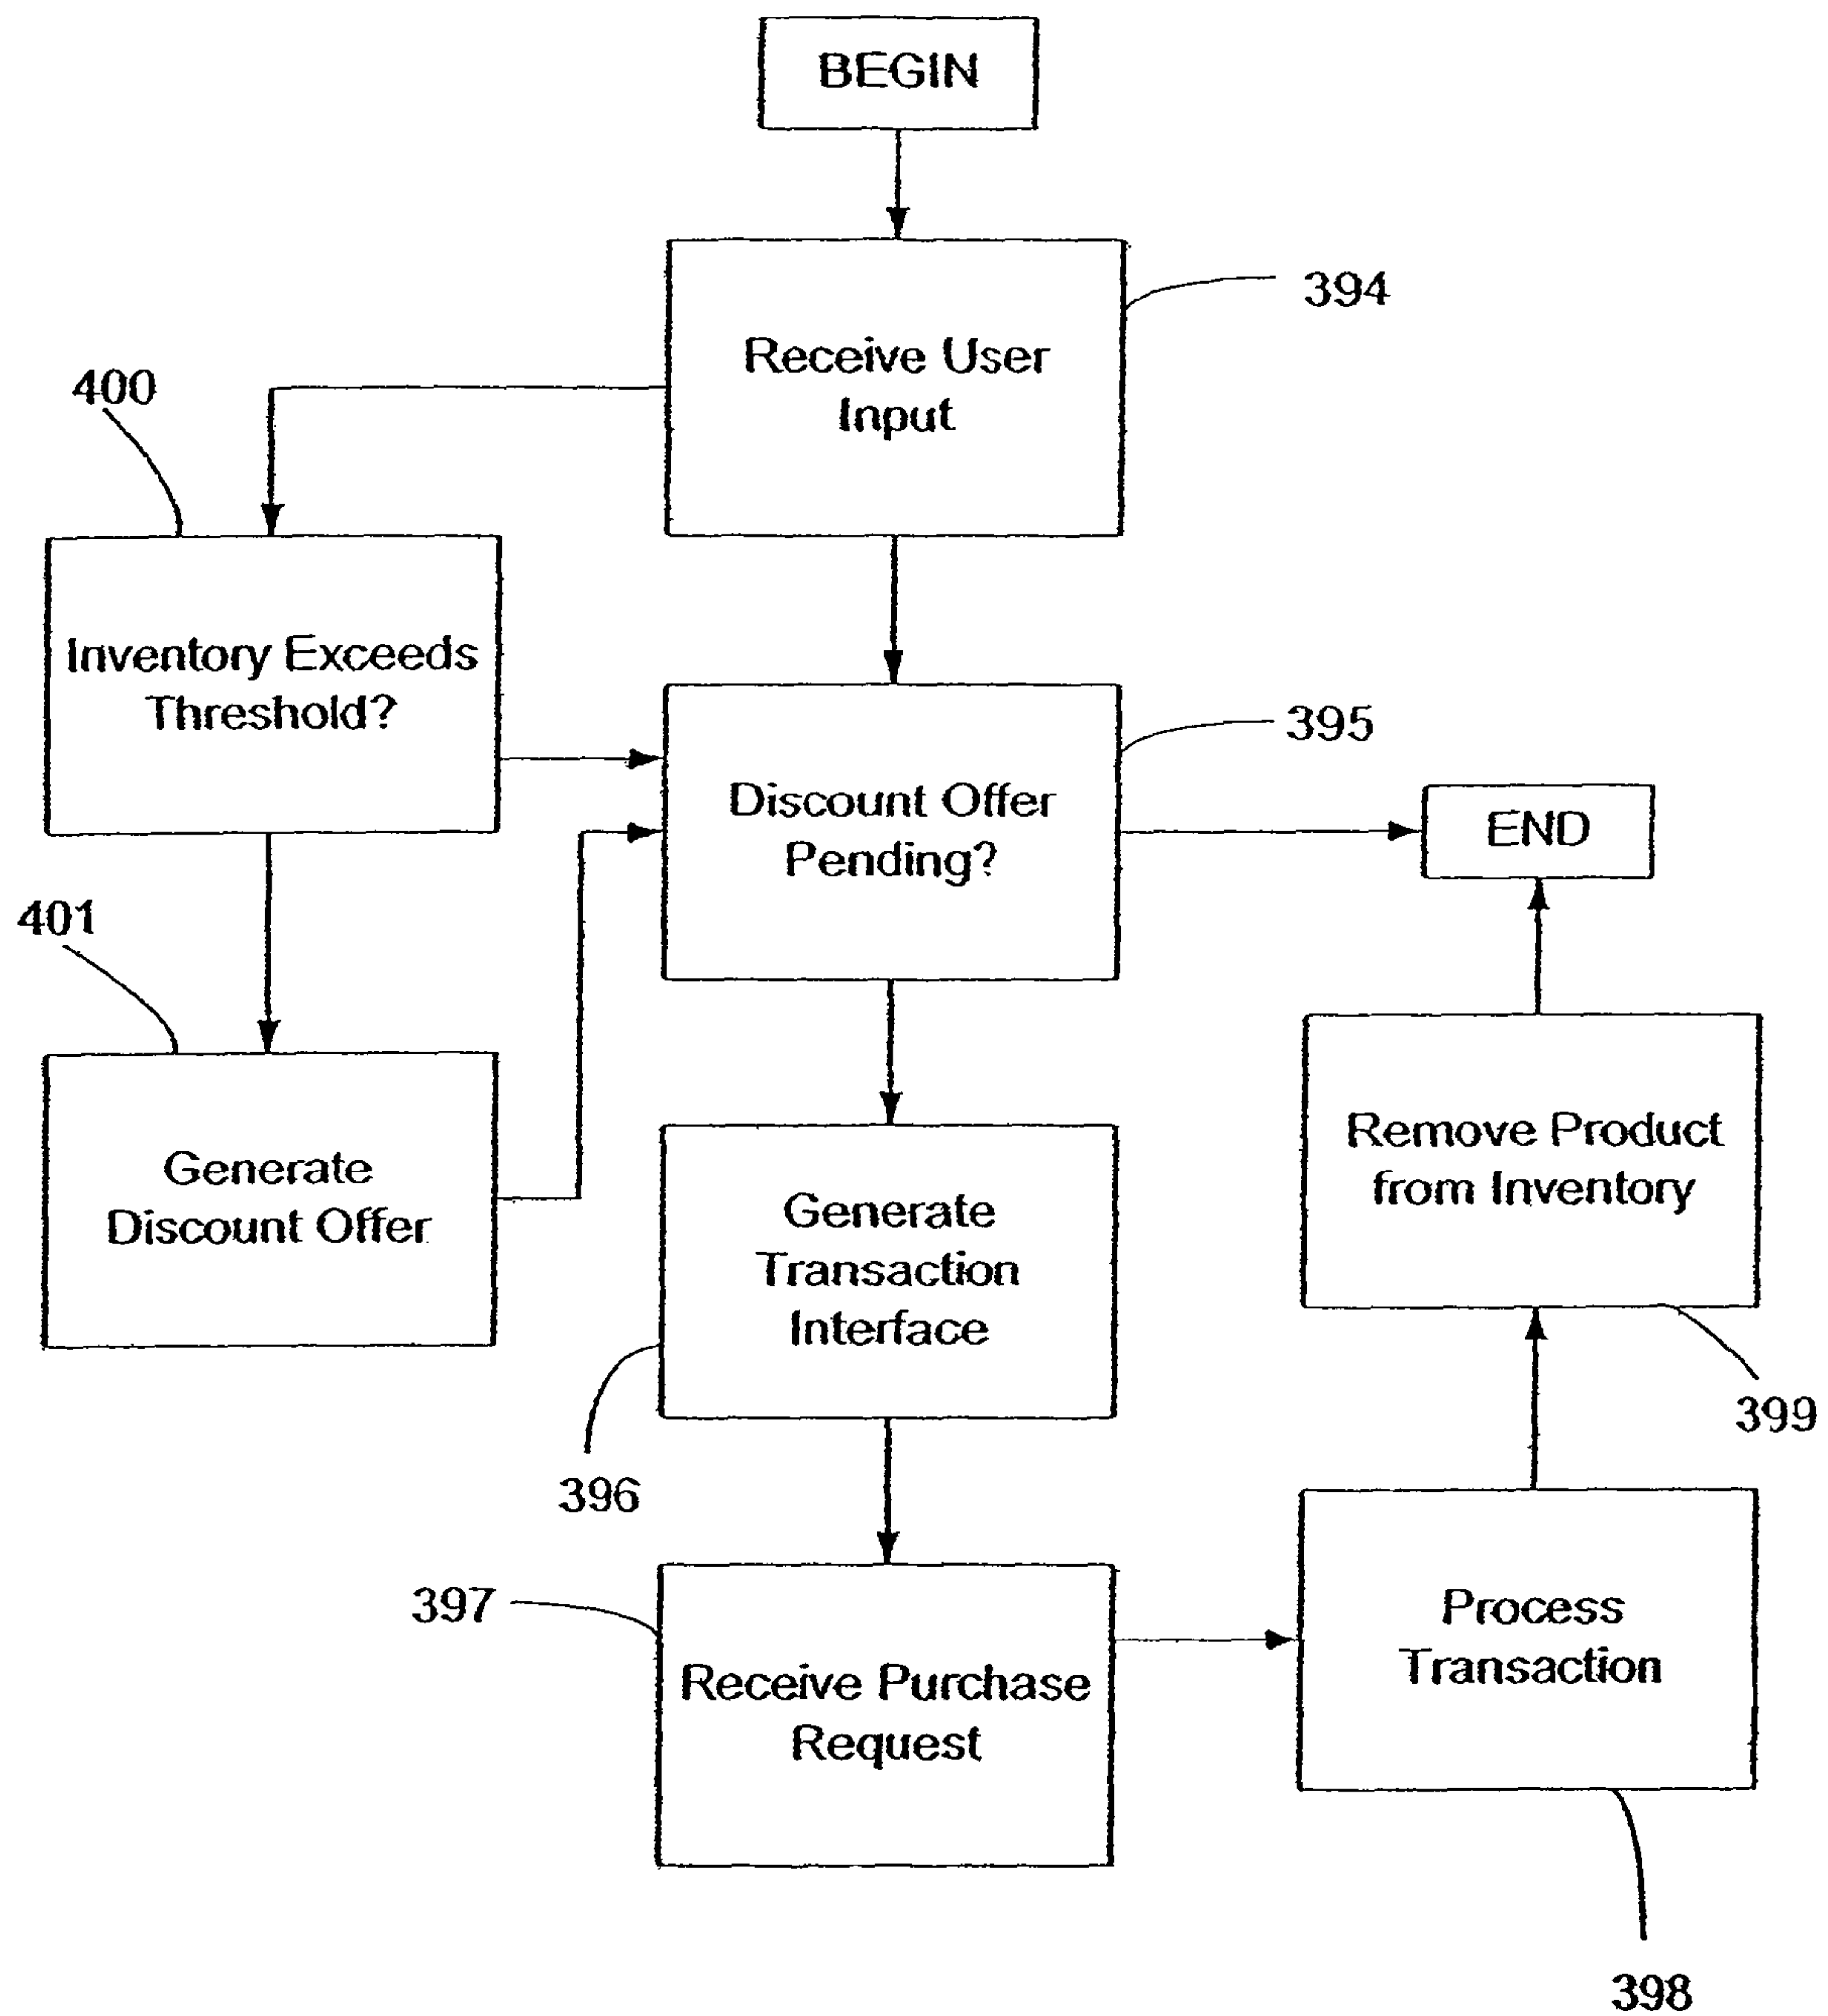 BEGIN
394
Receive User
Input
400
Inventory Exceeds
Threshold?
395
Discount Offer
Pending?
END
401
Generate
Discount Offer
Generate
Transaction
Interface
396
Remove Product
from Inventory
399
397
Receive Purchase
Request
Process
Transaction
398